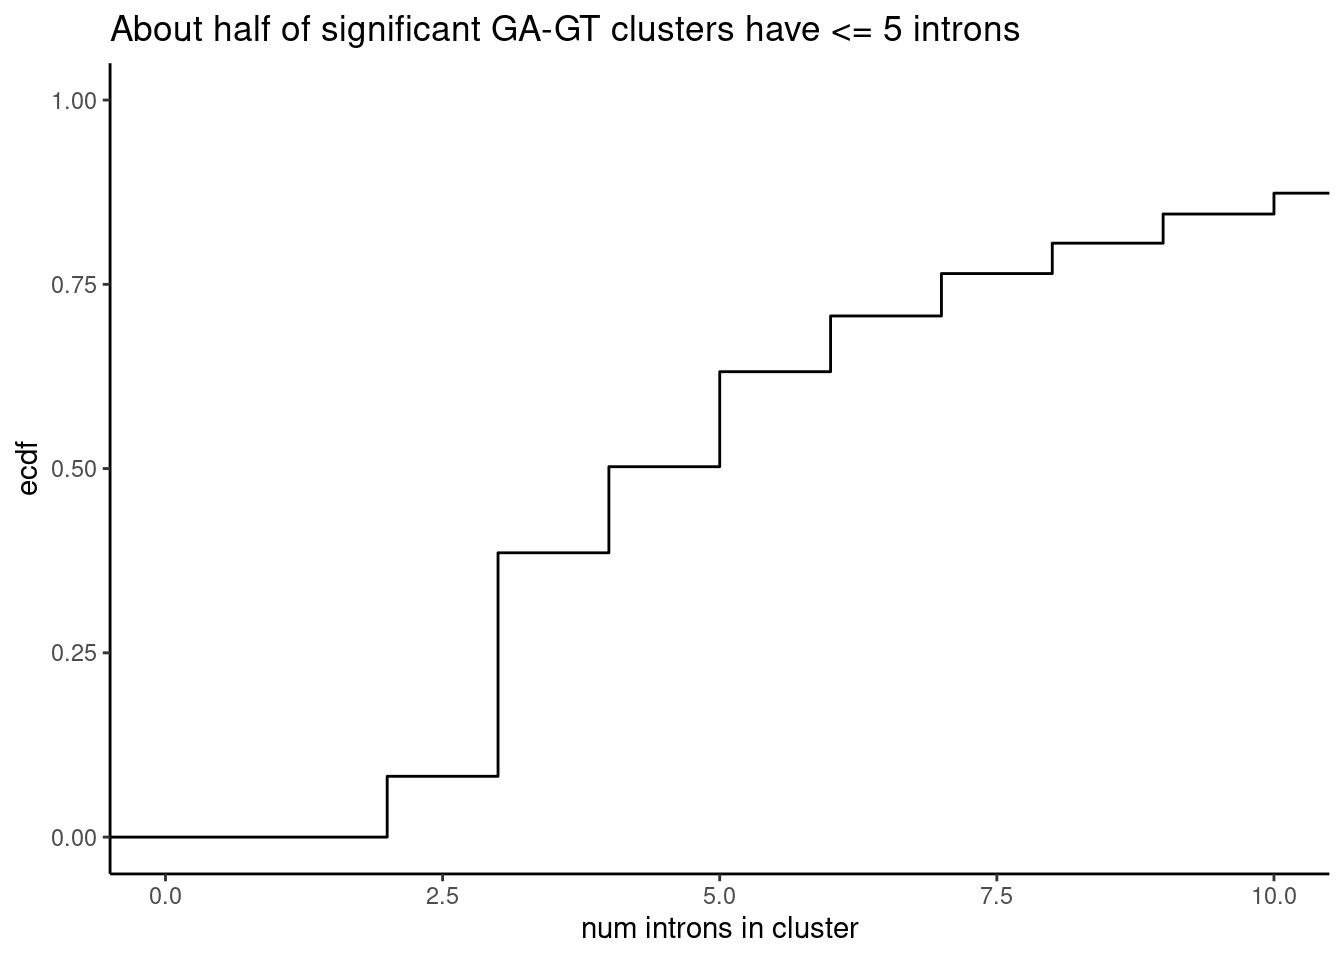 About half of significant GA-GT clusters have <= 5 introns
1.00
0.75
0.50
0.25
0.00
ecdf
0.0 2.5 5.0 7.5 10.0
num introns in cluster